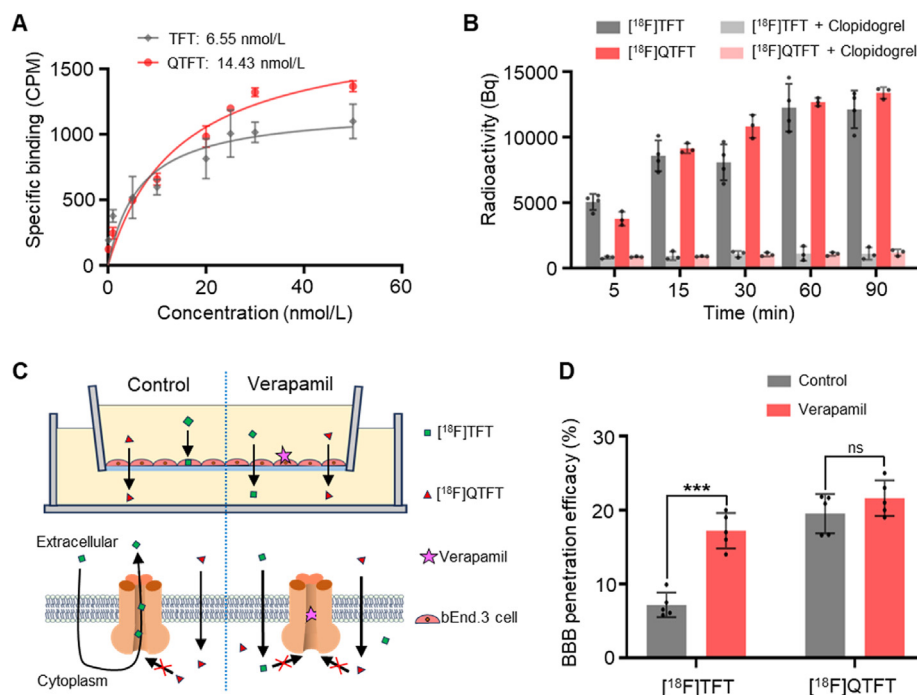 A
TFT: 6.55 nmol/L
QTFT: 14.43 nmol/L
Specific binding (CPM)
1500
1000
500
0
0 20 40 60
Concentration (nmol/L)
B
[18F]TFT
[18F]TFT + Clopidogrel
[18F]QTFT
[18F]QTFT + Clopidogrel
Radioactivity (Bq)
15000
10000
5000
0
5 15 30 60 90
Time (min)
C
Control
Verapamil
[18F]TFT
[18F]QTFT
Verapamil
bEnd.3 cell
Extracellular
Cytoplasm
D
Control
Verapamil
BBB penetration efficacy (%)
30
20
10
0
***
ns
[18F]TFT
[18F]QTFT